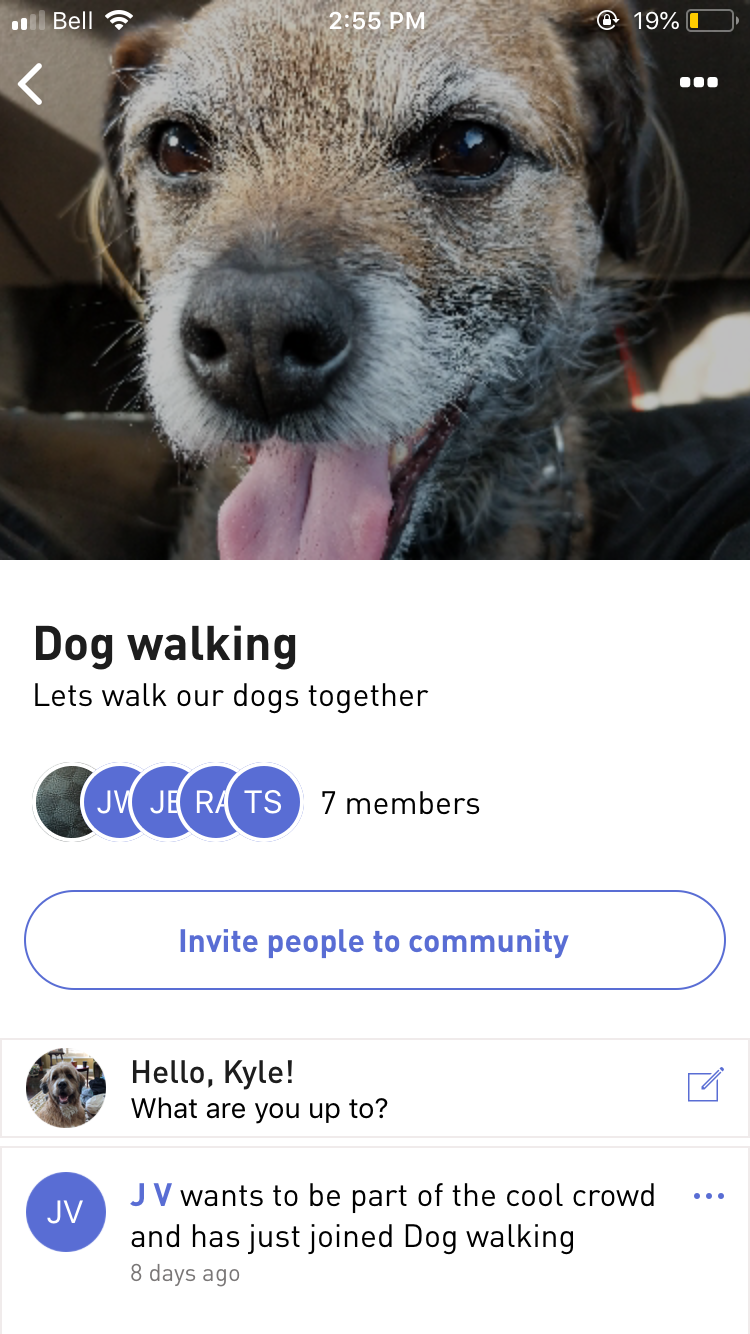 Bell 2:55 PM 19%
Dog walking
Lets walk our dogs together
JE TS 7 members
Invite people to community
Hello, Kyle!
What are you up to?
JV
J V wants to be part of the cool crowd
and has just joined Dog walking
8 days ago